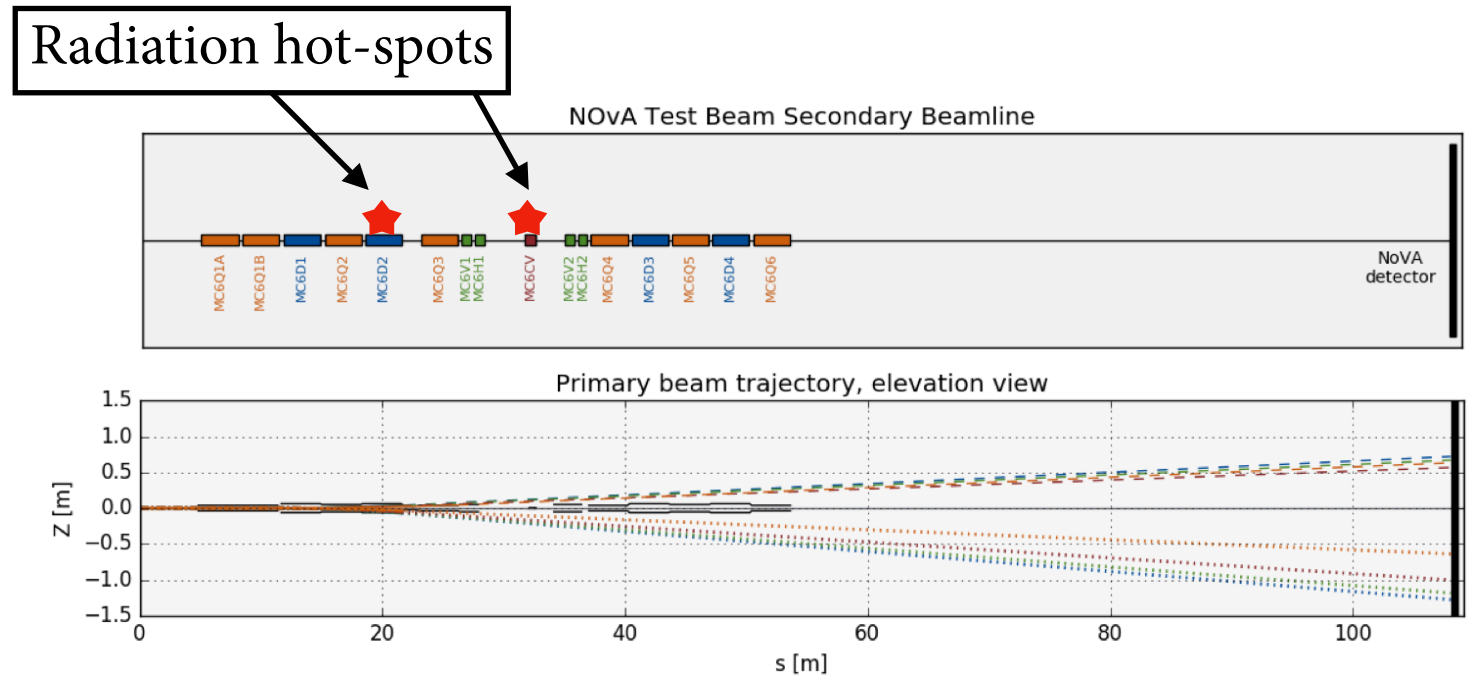 Radiation hot-spots
NOvA Test Beam Secondary Beamline
MC6Q1A
MC6Q1B
MC6D1
MC6Q2
MC6D2
MC6Q3
MC6V1
MC6H1
MC6CV
MC6V2
MC6H2
MC6Q4
MC6D3
MC6Q5
MC6D4
MC6Q6
NoVA
detector
Primary beam trajectory, elevation view
1.5
1.0
0.5
0.0
−0.5
−1.0
−1.5
Z [m]
0 20 40 60 80 100
s [m]